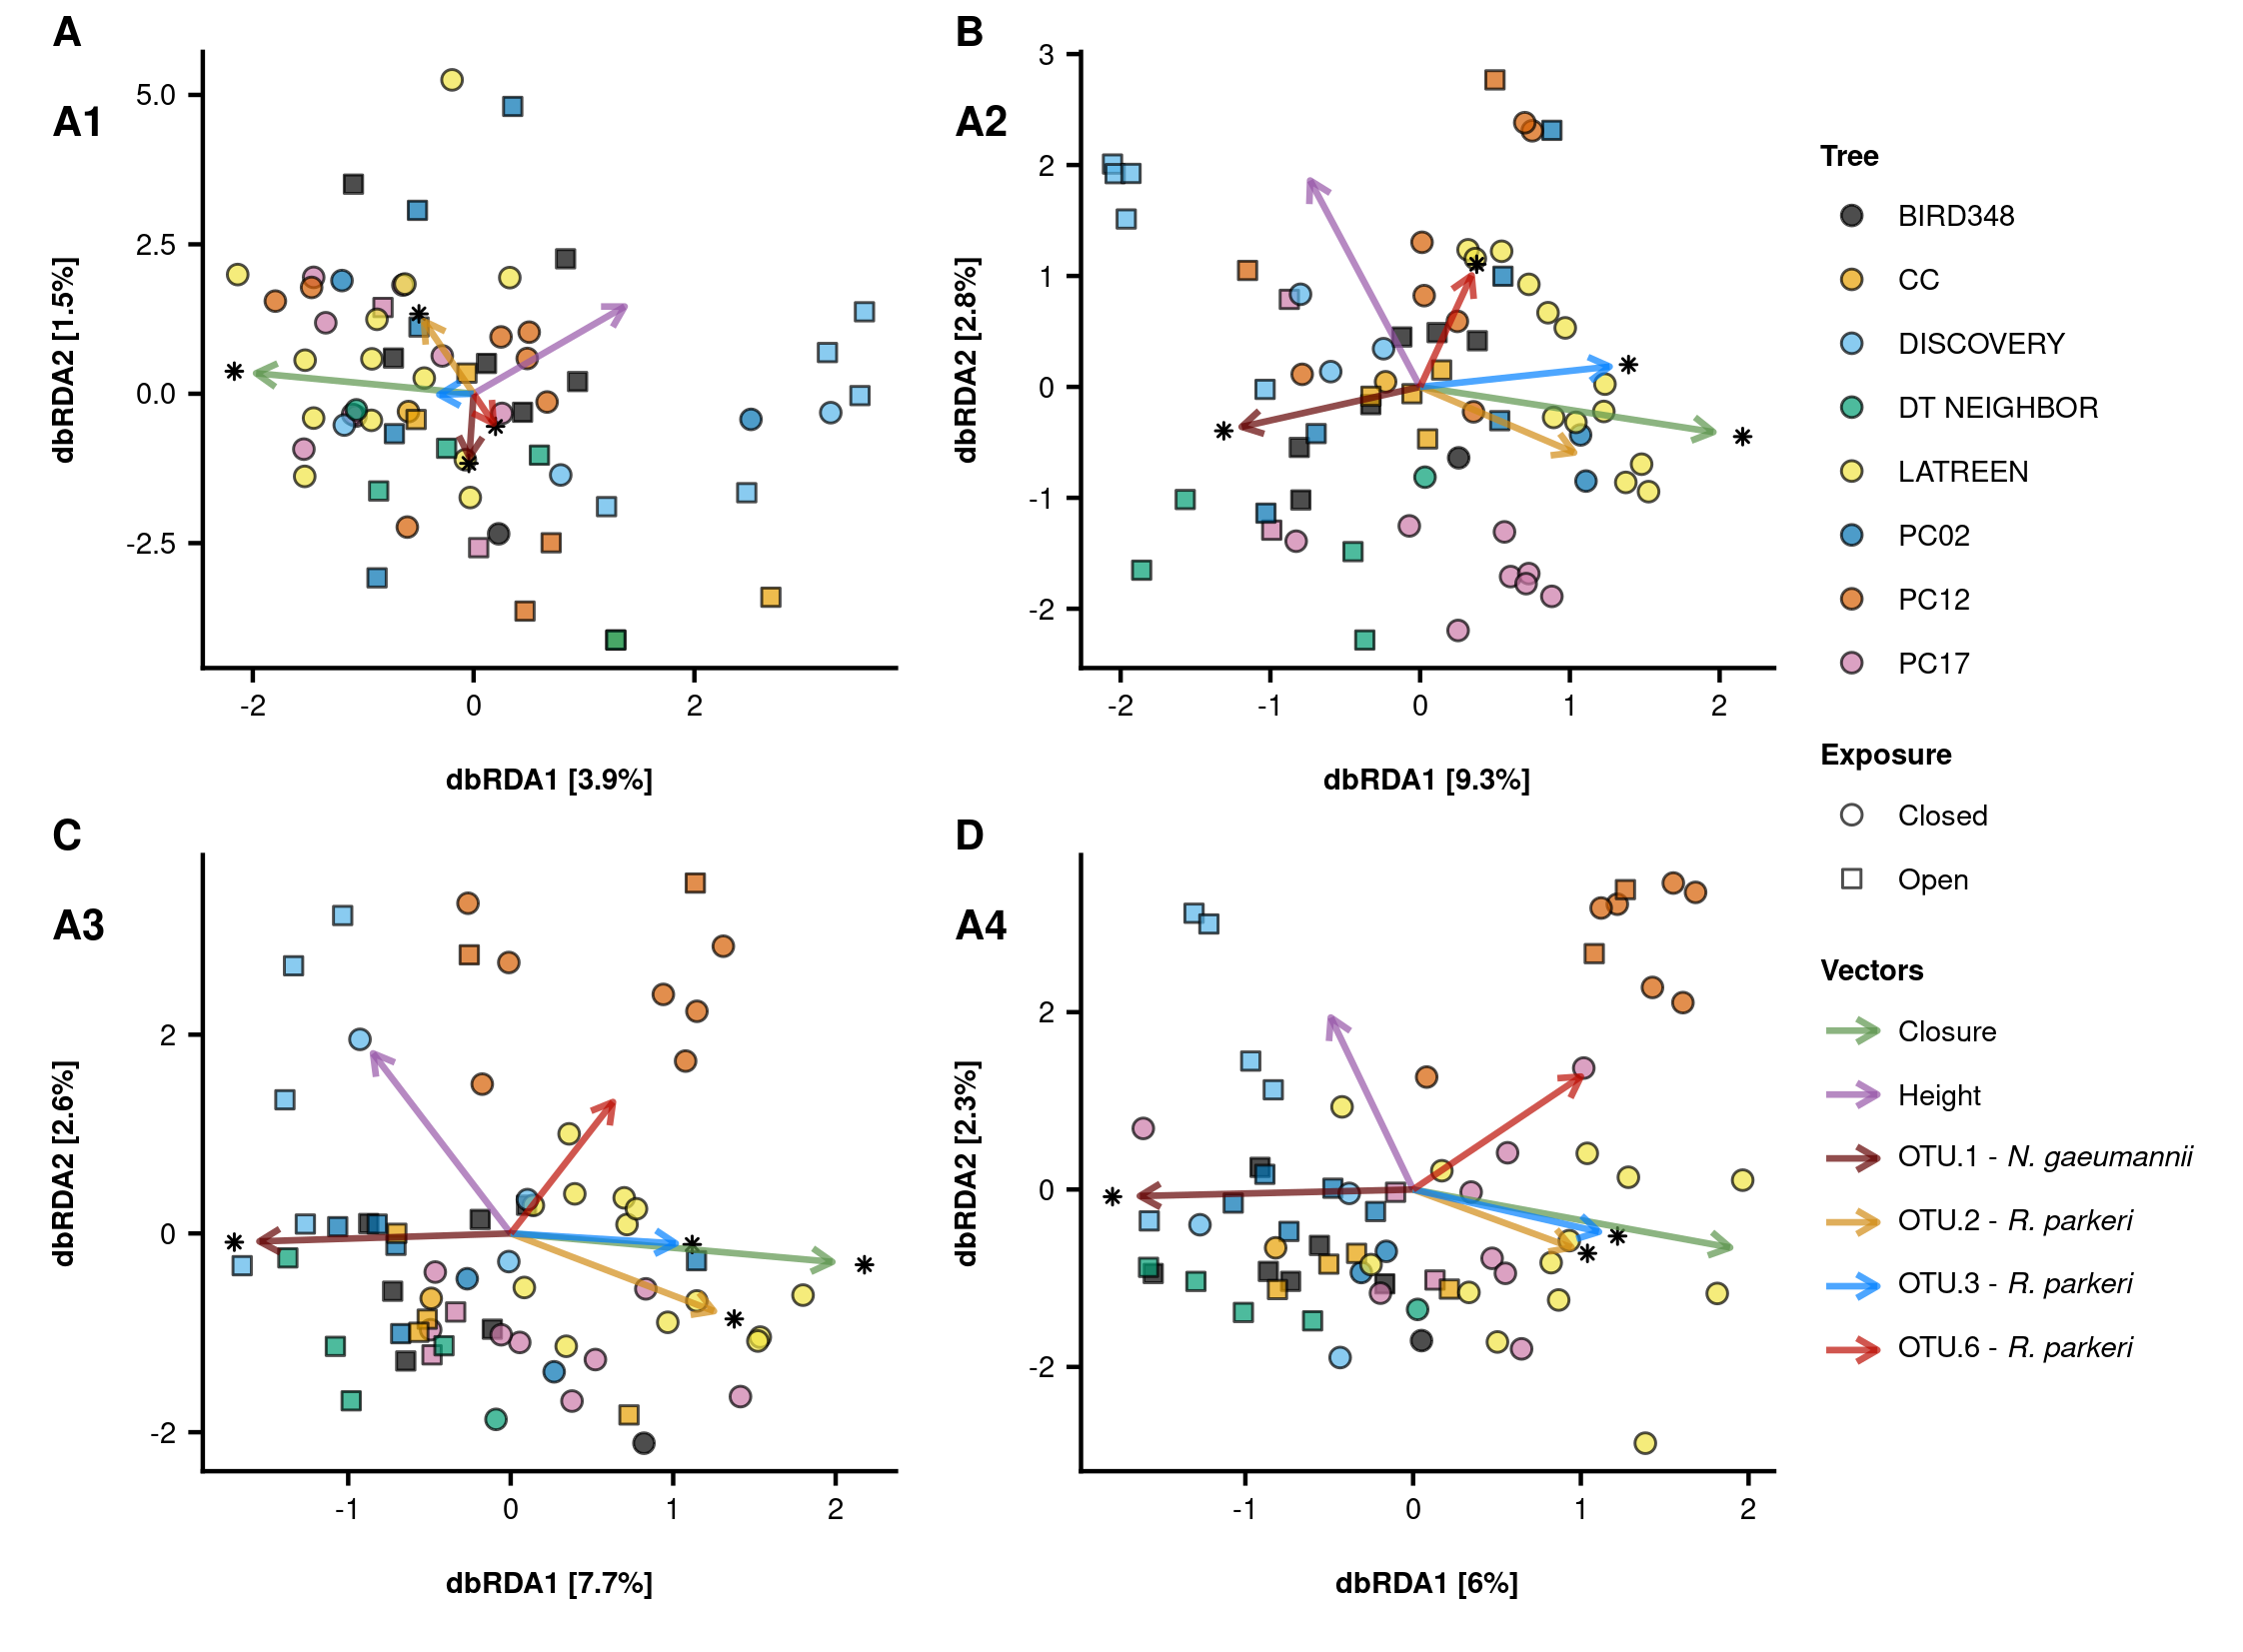 A
A1
5.0
2.5
0.0
-2.5
dbRDA2 [1.5%]
-2 0 2
dbRDA1 [3.9%]
B
A2
3
2
1
0
-1
-2
dbRDA2 [2.8%]
-2 -1 0 1 2
dbRDA1 [9.3%]
C
A3
2
0
-2
dbRDA2 [2.6%]
-1 0 1 2
dbRDA1 [7.7%]
D
A4
2
0
-2
dbRDA2 [2.3%]
-1 0 1 2
dbRDA1 [6%]
Tree
BIRD348
CC
DISCOVERY
DT NEIGHBOR
LATREEN
PC02
PC12
PC17
Exposure
Closed
Open
Vectors
Closure
Height
OTU.1 - N. gaeumannii
OTU.2 - R. parkeri
OTU.3 - R. parkeri
OTU.6 - R. parkeri